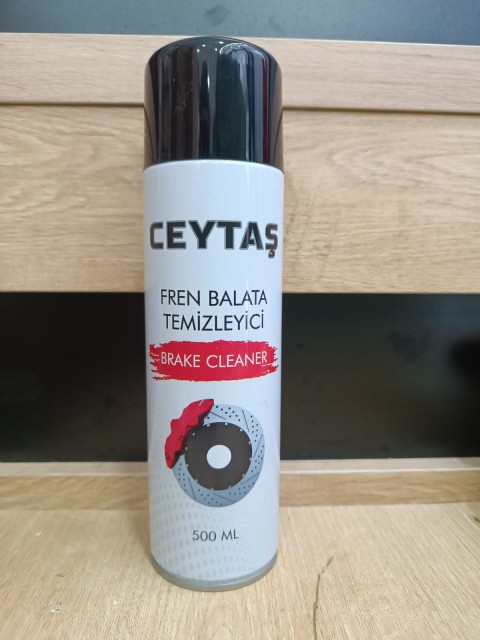 CEYTAŞ
FREN BALATA
TEMİZLEYİCİ
BRAKE CLEANER
500 ML